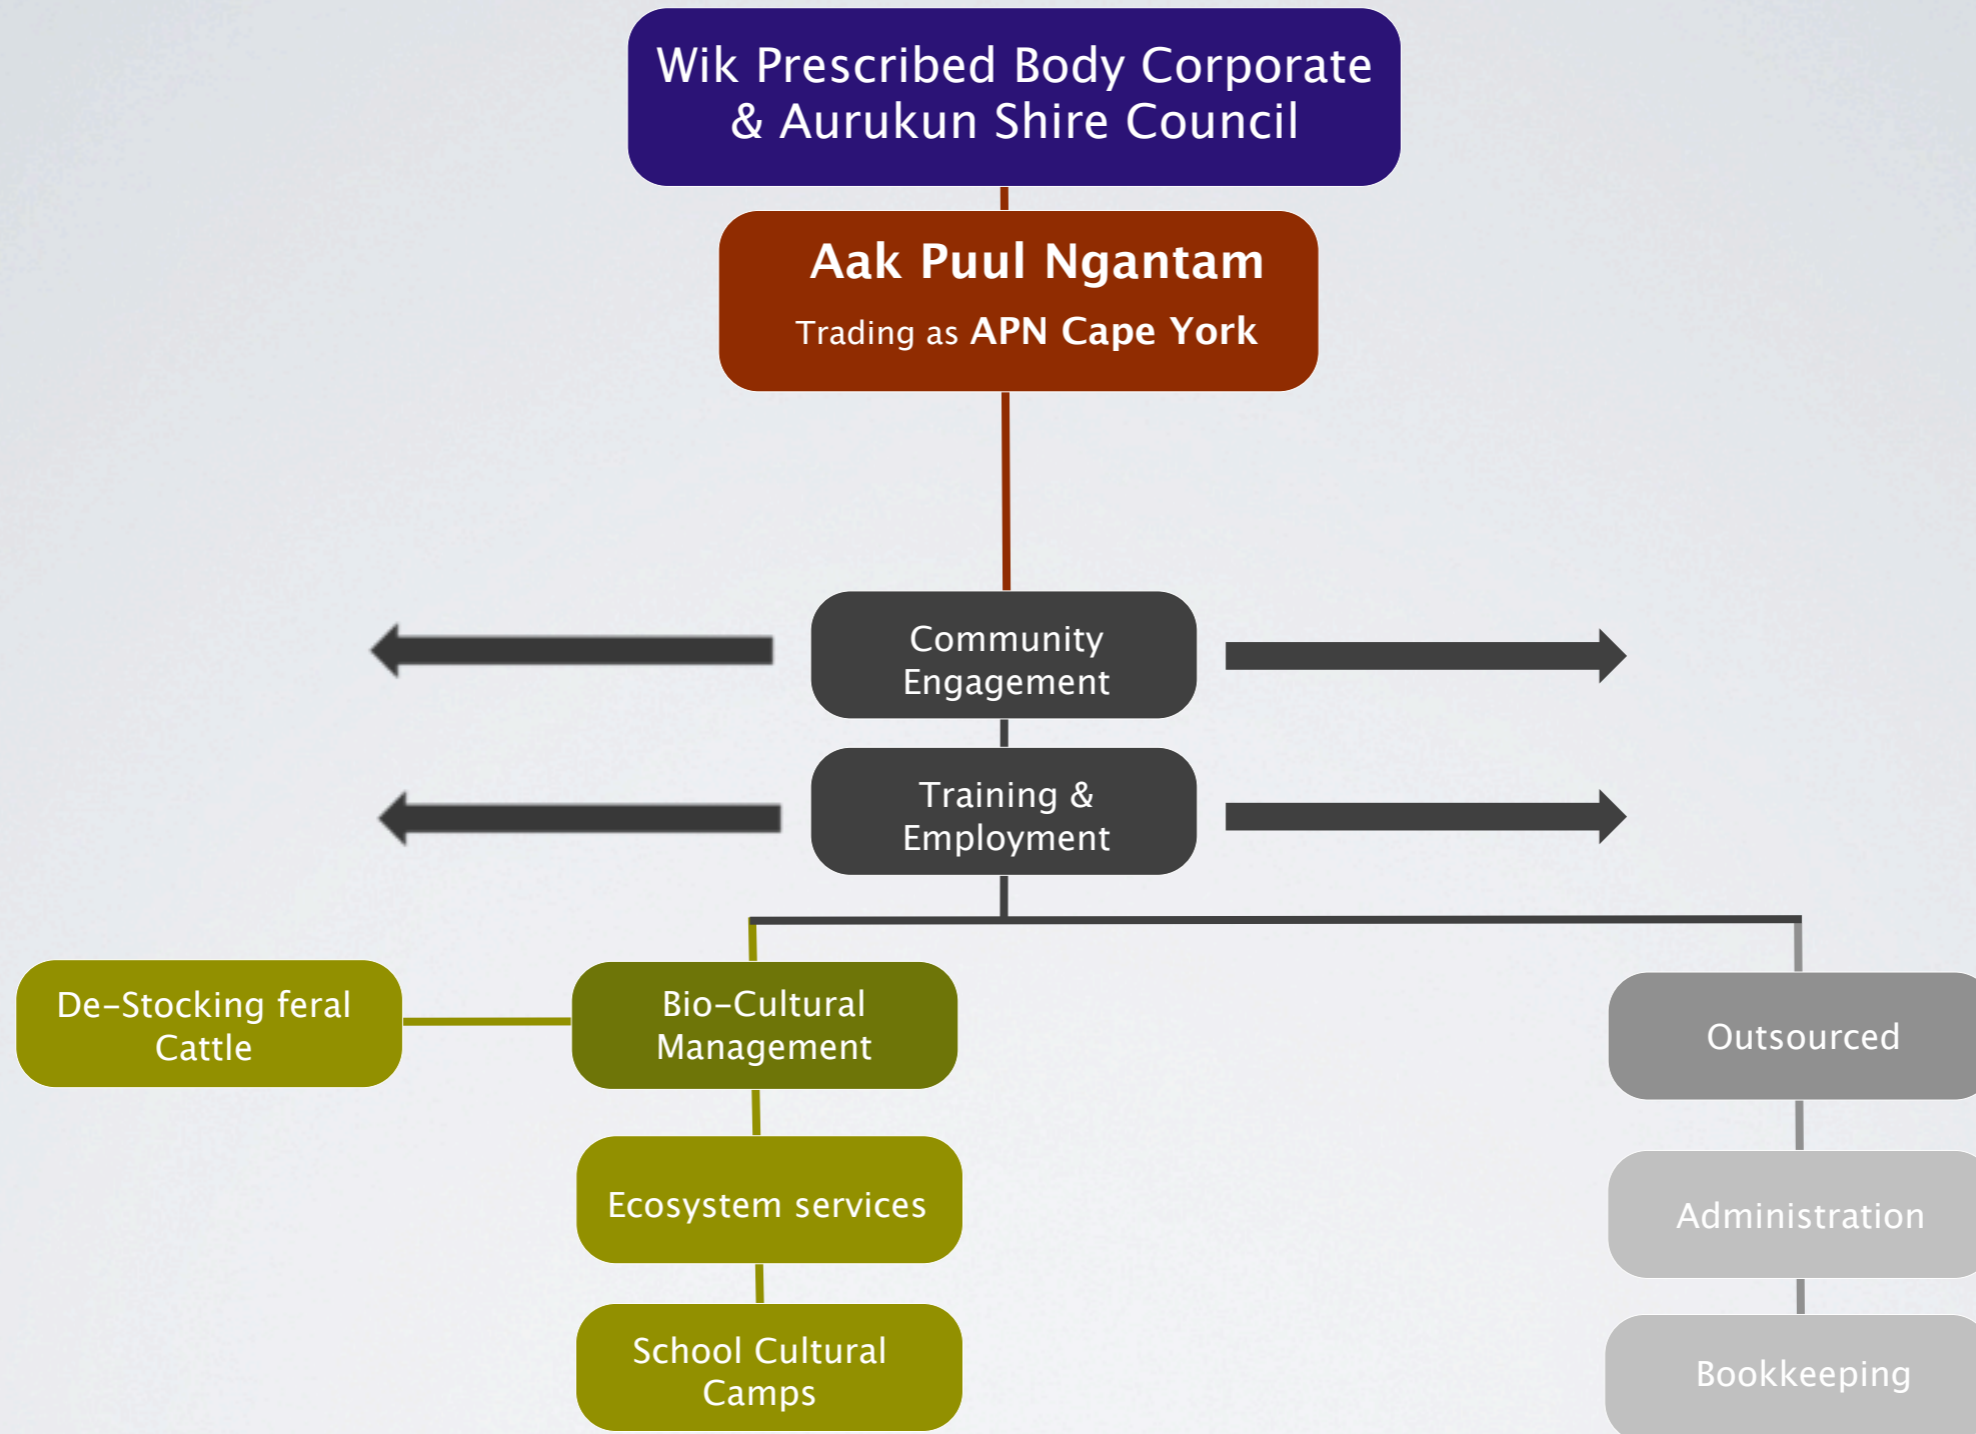 Wik Prescribed Body Corporate
& Aurukun Shire Council
Aak Puul Ngantam
Trading as APN Cape York
Community
Engagement
Training &
Employment
De-Stocking feral
Cattle
Bio-Cultural
Management
Outsourced
Ecosystem services
Administration
School Cultural
Camps
Bookkeeping